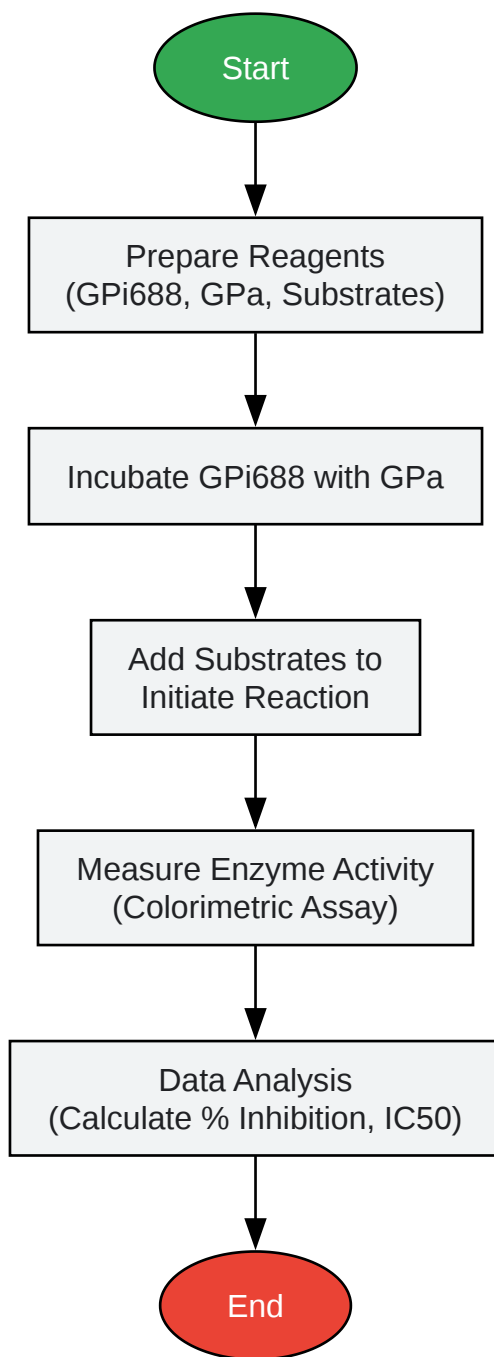 Start
Prepare Reagents
(GPi688, GPa, Substrates)
Incubate GPi688 with GPa
Add Substrates to
Initiate Reaction
Measure Enzyme Activity
(Colorimetric Assay)
Data Analysis
(Calculate % Inhibition, IC50)
End